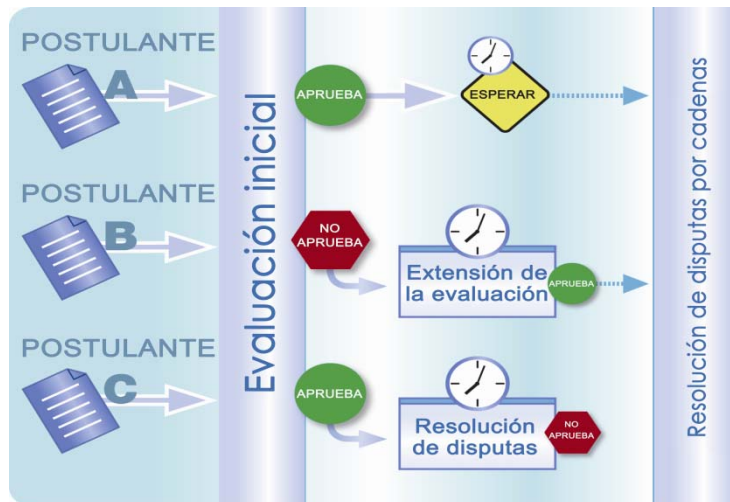 POSTULANTE
A
APRUEBA
ESPERAR
POSTULANTE
B
NO
APRUEBA
Extensión de
la evaluación
APRUEBA
POSTULANTE
C
APRUEBA
Resolución
de disputas
NO
APRUEBA
Evaluación inicial
Resolución de disputas por cadenas